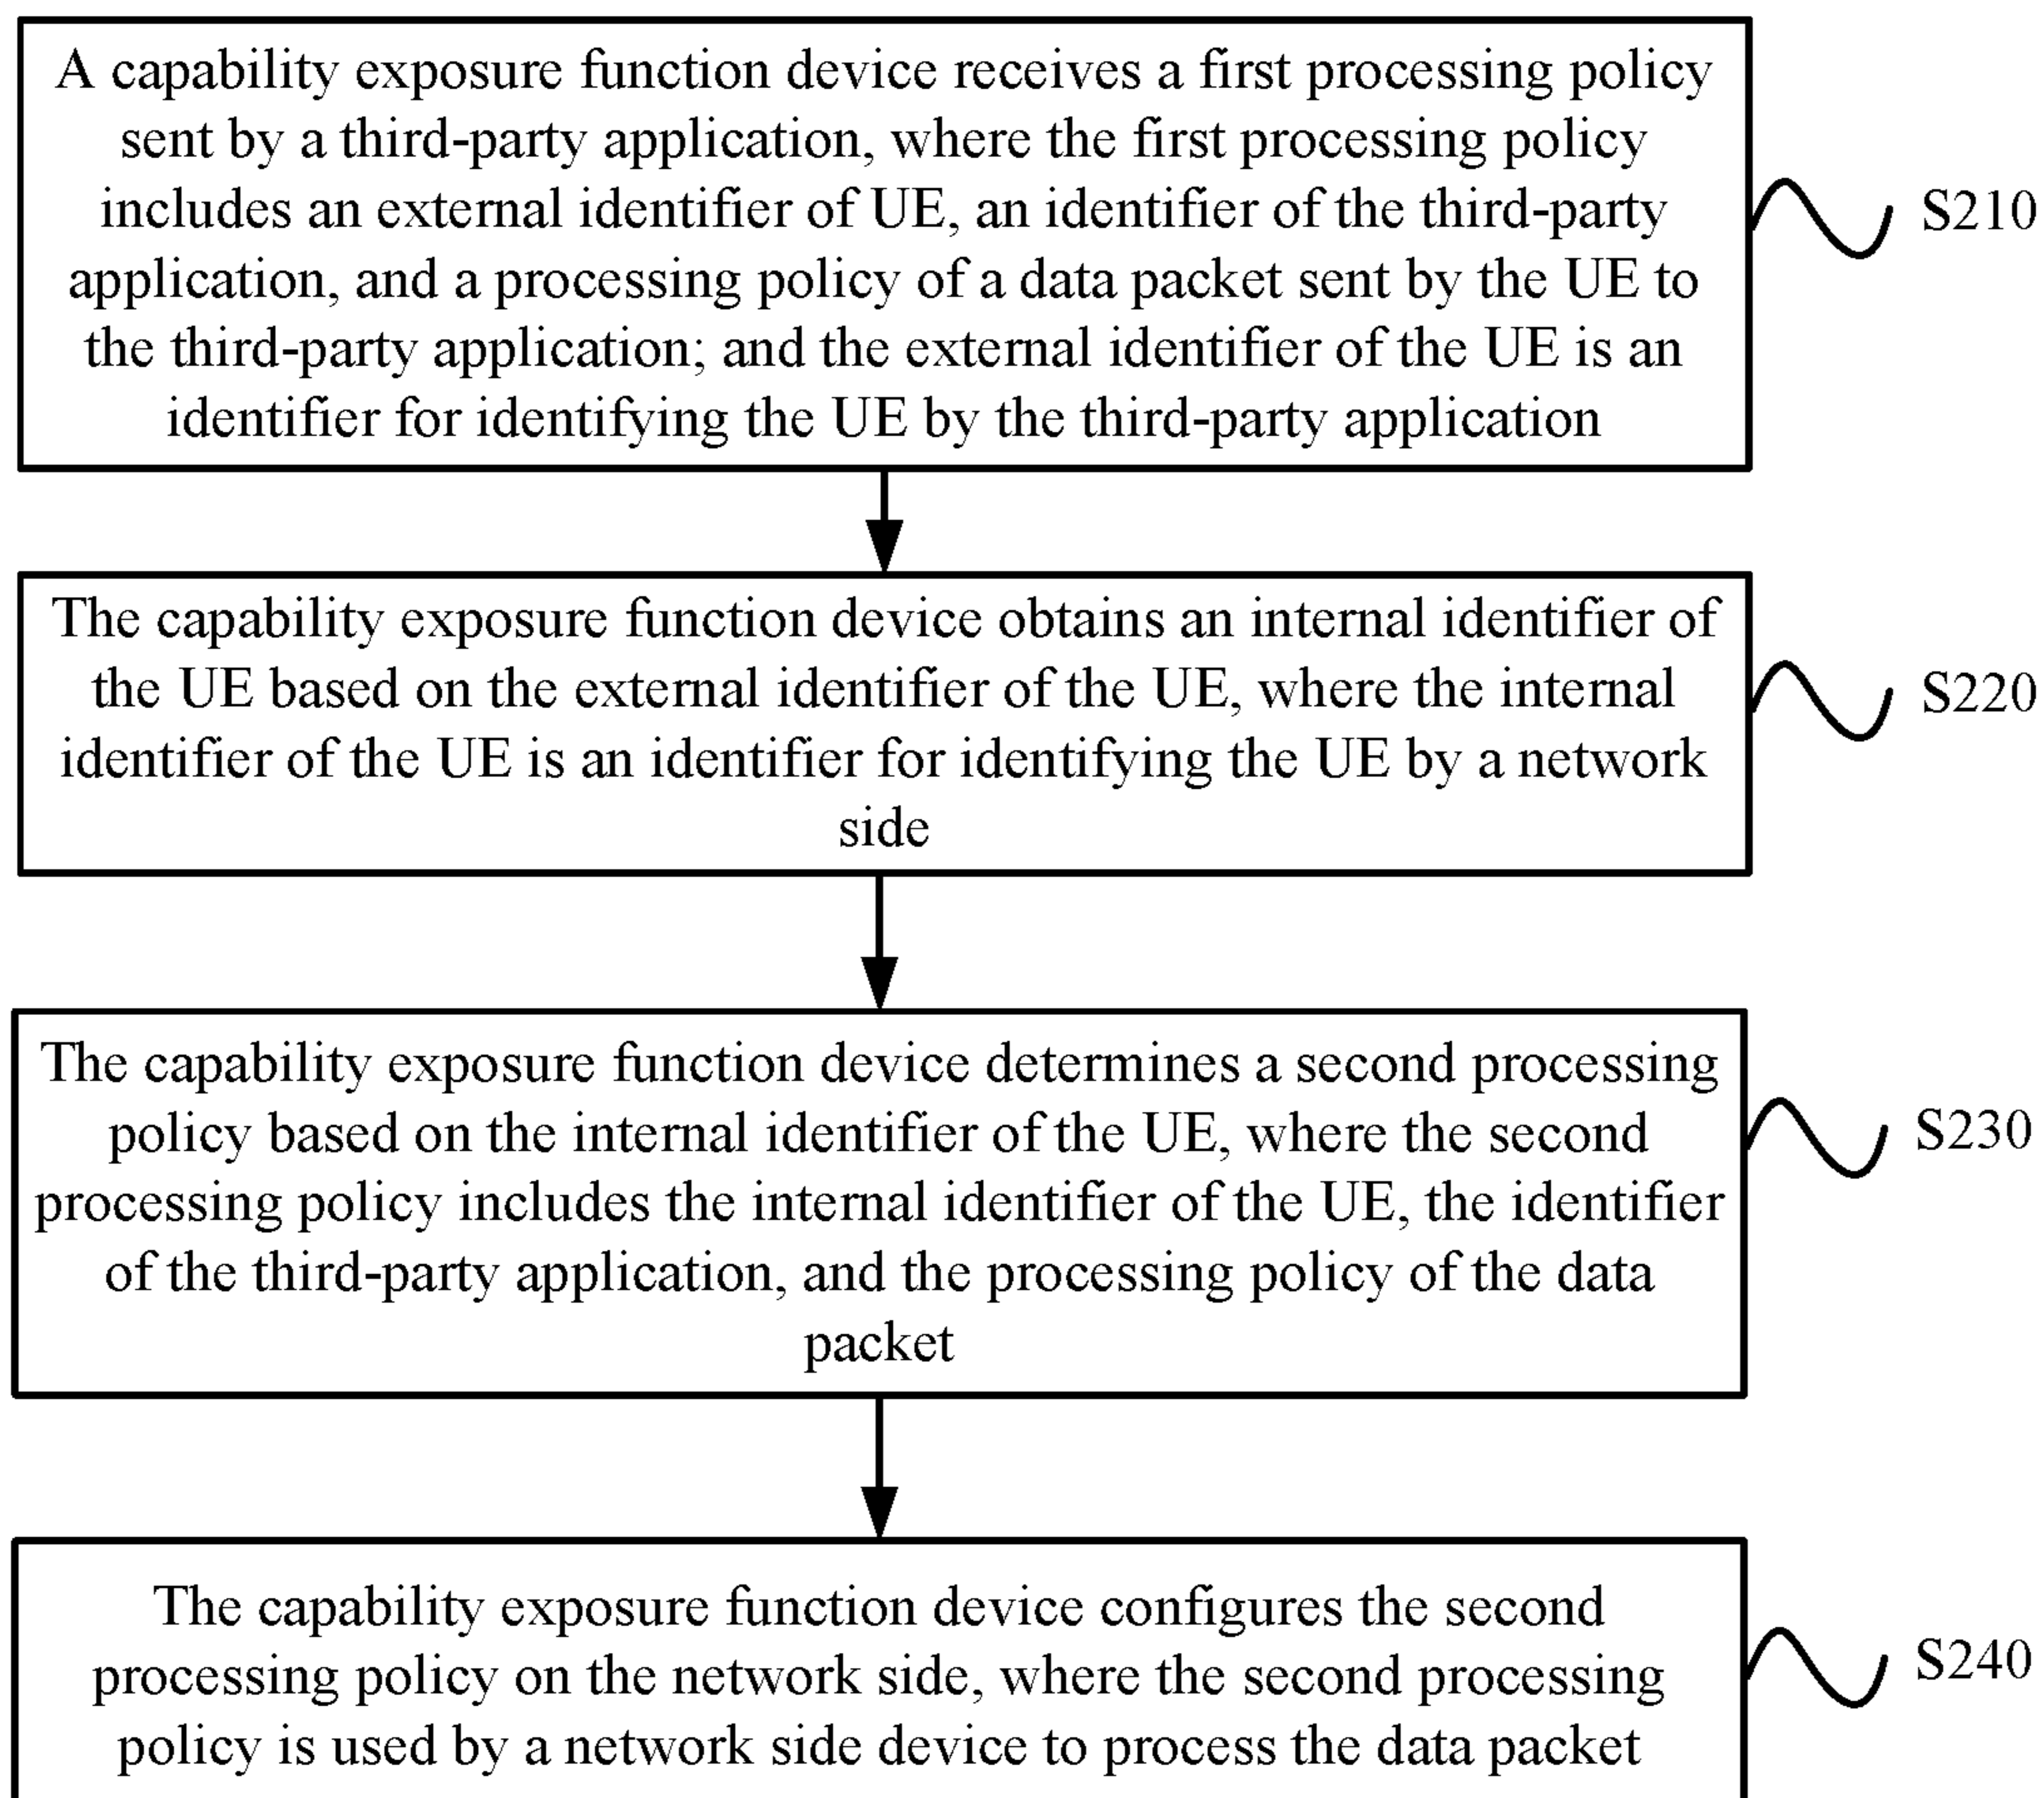 A capability exposure function device receives a first processing policy
sent by a third-party application, where the first processing policy
includes an external identifier of UE, an identifier of the third-party
application, and a processing policy of a data packet sent by the UE to
the third-party application; and the external identifier of the UE is an
identifier for identifying the UE by the third-party application
S210
The capability exposure function device obtains an internal identifier of
the UE based on the external identifier of the UE, where the internal
identifier of the UE is an identifier for identifying the UE by a network
side
S220
The capability exposure function device determines a second processing
policy based on the internal identifier of the UE, where the second
processing policy includes the internal identifier of the UE, the identifier
of the third-party application, and the processing policy of the data
packet
S230
The capability exposure function device configures the second
processing policy on the network side, where the second processing
policy is used by a network side device to process the data packet
S240